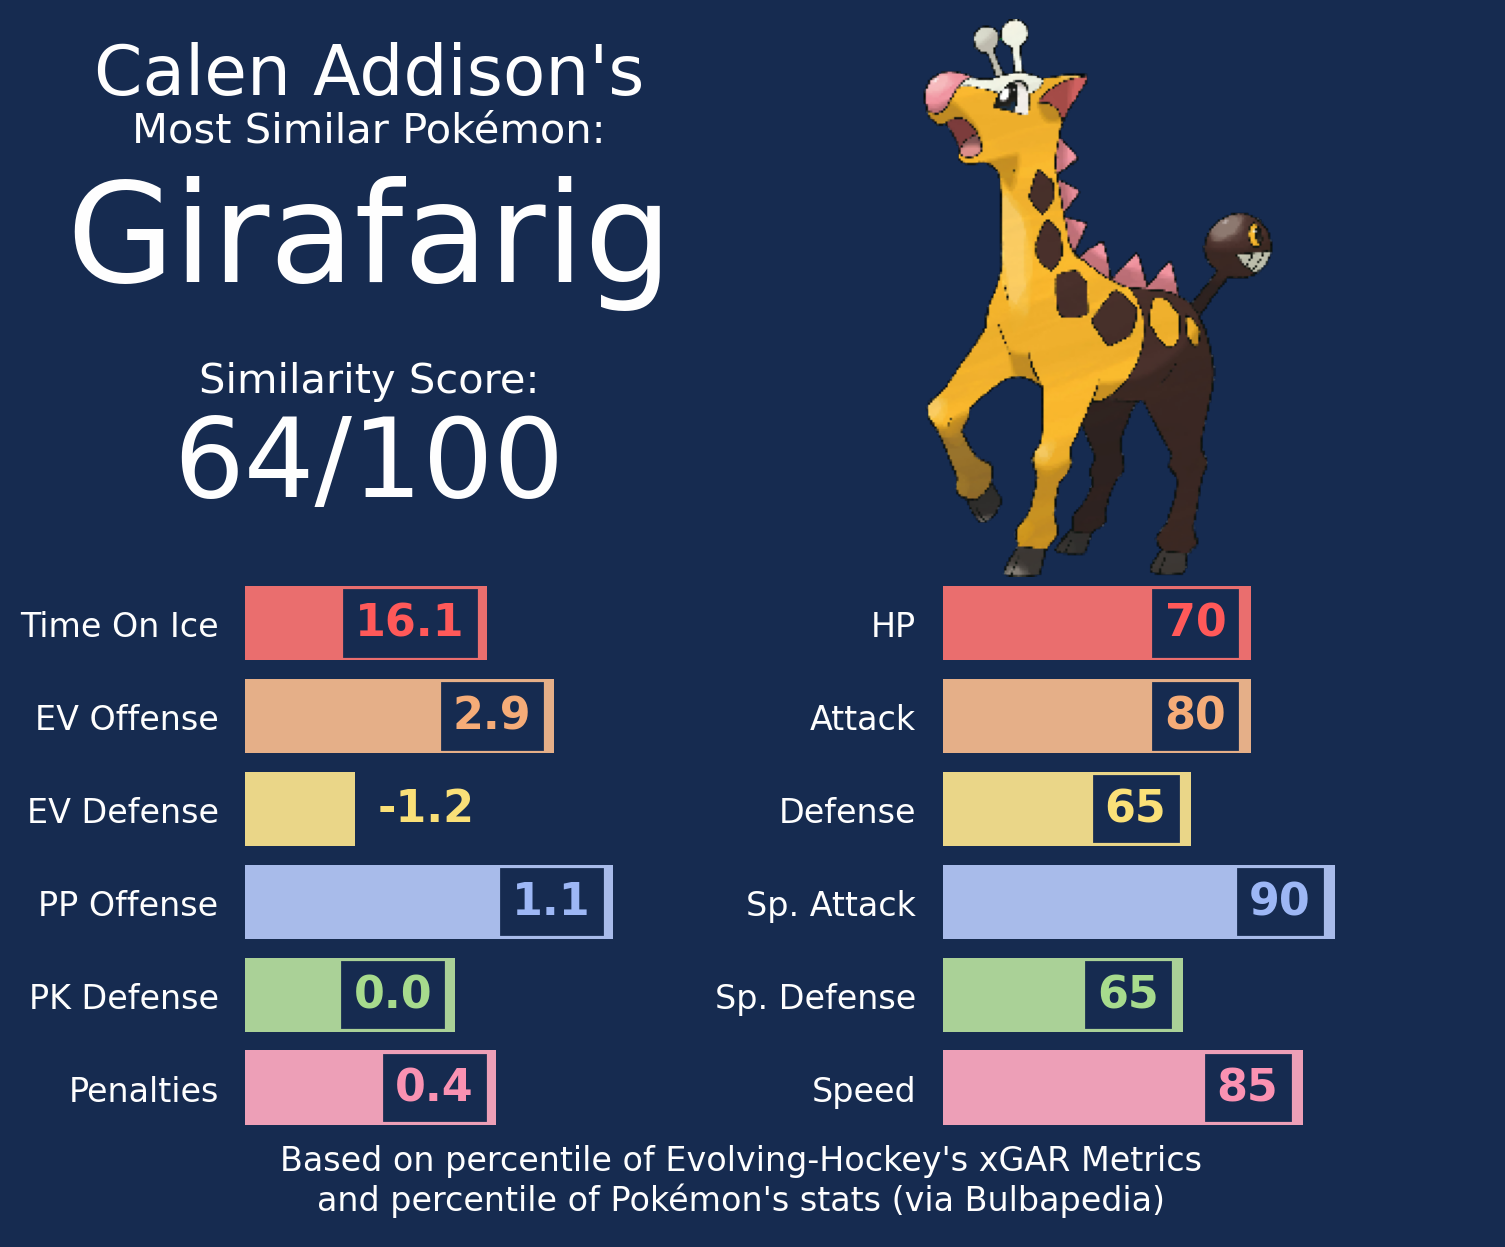 Calen Addison's
Most Similar Pokémon:
Girafarig
Similarity Score:
64/100
Time On Ice 16.1
EV Offense 2.9
EV Defense -1.2
PP Offense 1.1
PK Defense 0.0
Penalties 0.4
HP 70
Attack 80
Defense 65
Sp. Attack 90
Sp. Defense 65
Speed 85
Based on percentile of Evolving-Hockey's xGAR Metrics
and percentile of Pokémon's stats (via Bulbapedia)